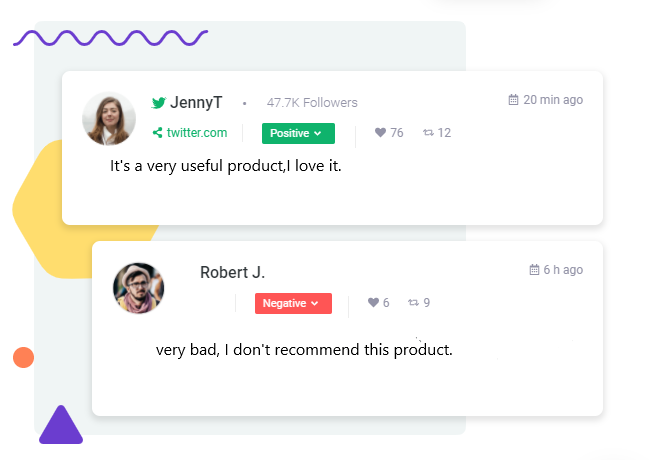 JennyT • 47.7K Followers 20 min ago
twitter.com Positive 76 12
It's a very useful product,I love it.
Robert J. 6 h ago
Negative 6 9
very bad, I don't recommend this product.